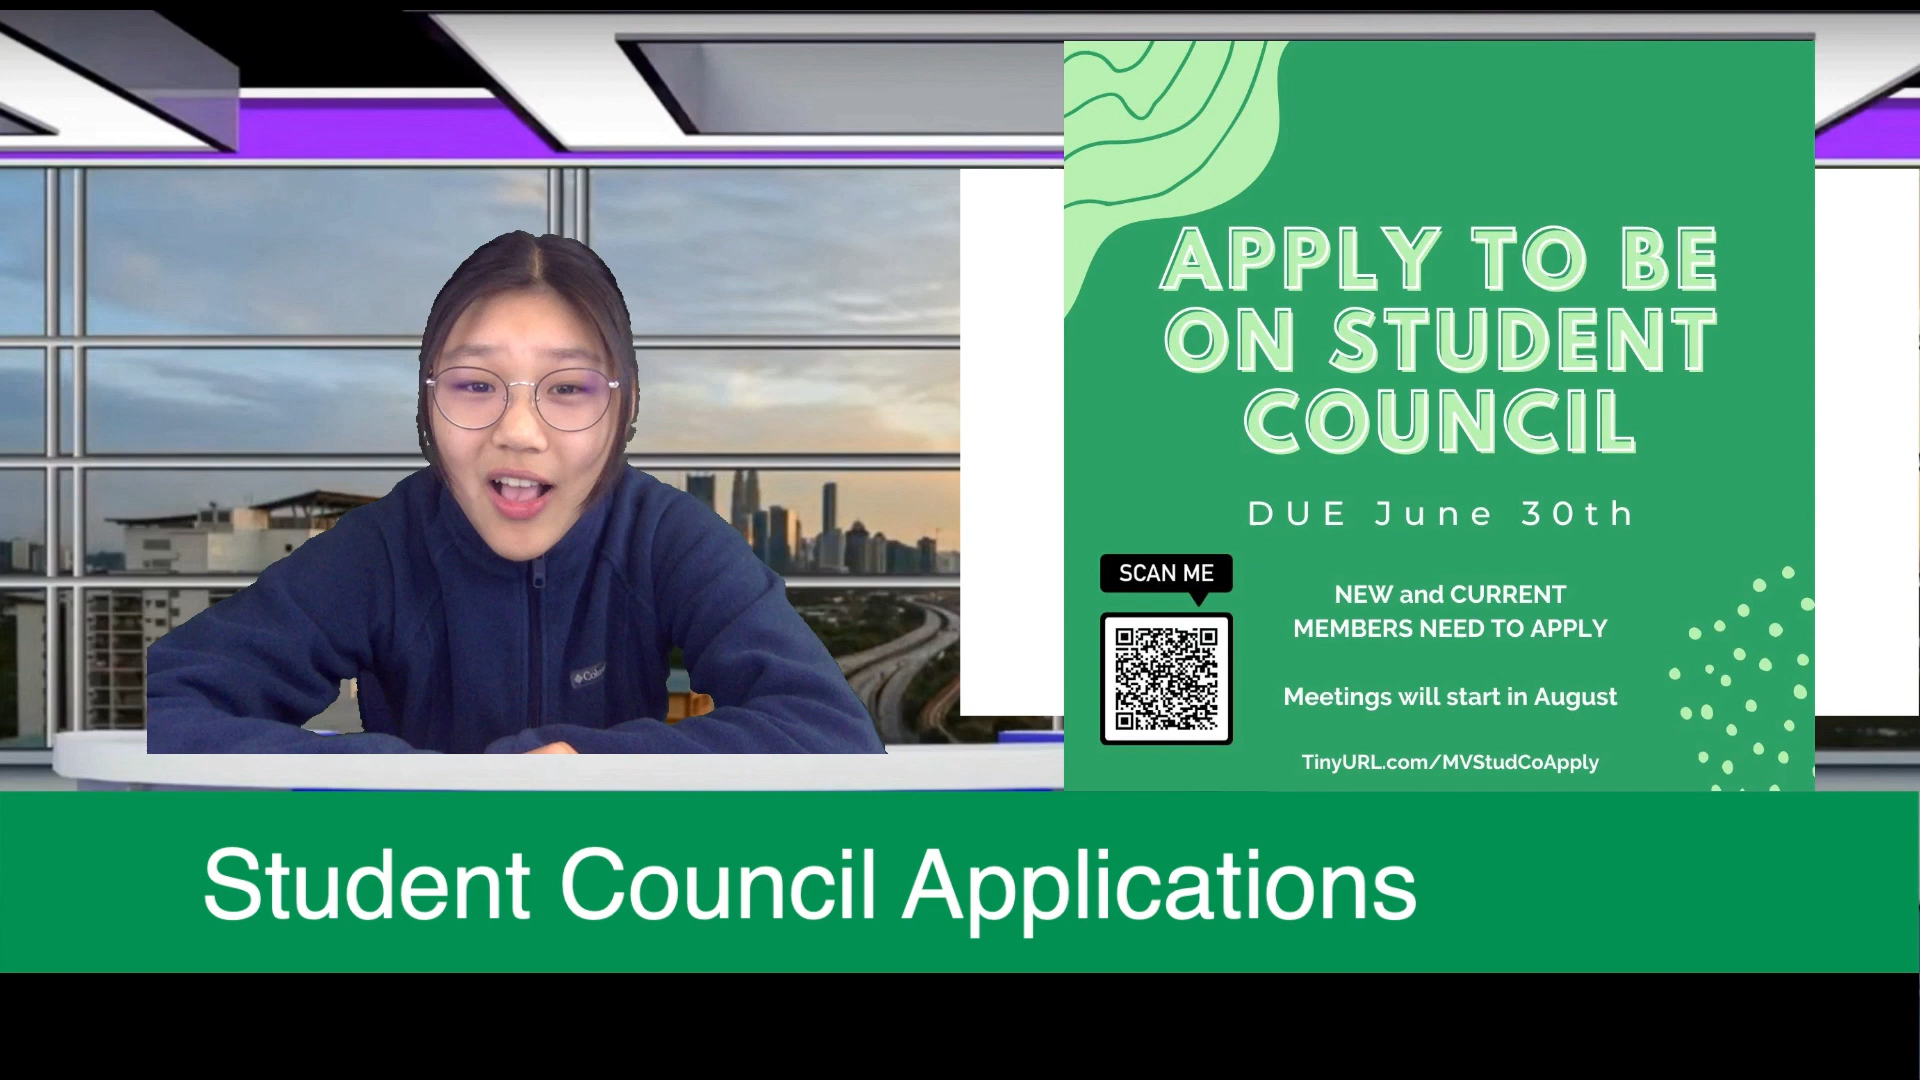 APPLY TO BE
ON STUDENT
COUNCIL
DUE June 30th
SCAN ME
NEW and CURRENT
MEMBERS NEED TO APPLY
Meetings will start in August
TinyURL.com/MVStudCoApply
Student Council Applications